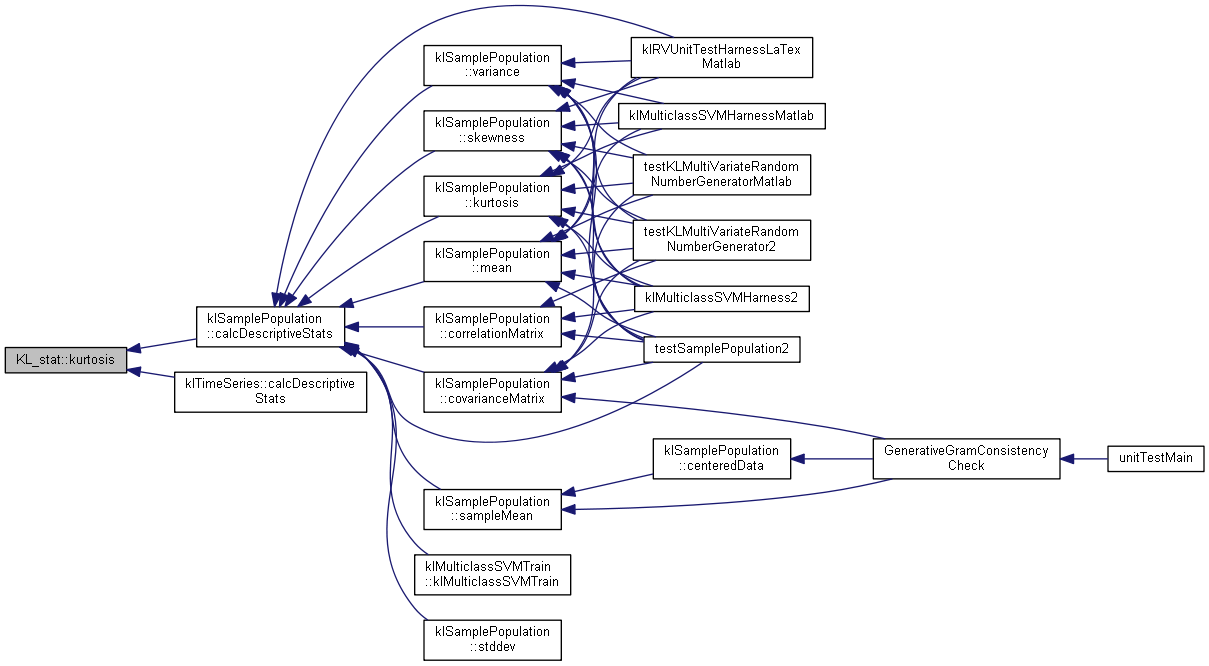 KL_stat::kurtosis
klSamplePopulation
::calcDescriptiveStats
klTimeSeries::calcDescriptive
Stats
klSamplePopulation
::variance
klSamplePopulation
::skewness
klSamplePopulation
::kurtosis
klSamplePopulation
::mean
klSamplePopulation
::correlationMatrix
klSamplePopulation
::covarianceMatrix
klSamplePopulation
::sampleMean
klMulticlassSVMTrain
::klMulticlassSVMTrain
klSamplePopulation
::stddev
klRVUnitTestHarnessLaTex
Matlab
klMulticlassSVMHarnessMatlab
testKLMultiVariateRandom
NumberGeneratorMatlab
testKLMultiVariateRandom
NumberGenerator2
klMulticlassSVMHarness2
testSamplePopulation2
klSamplePopulation
::centeredData
GenerativeGramConsistency
Check
unitTestMain